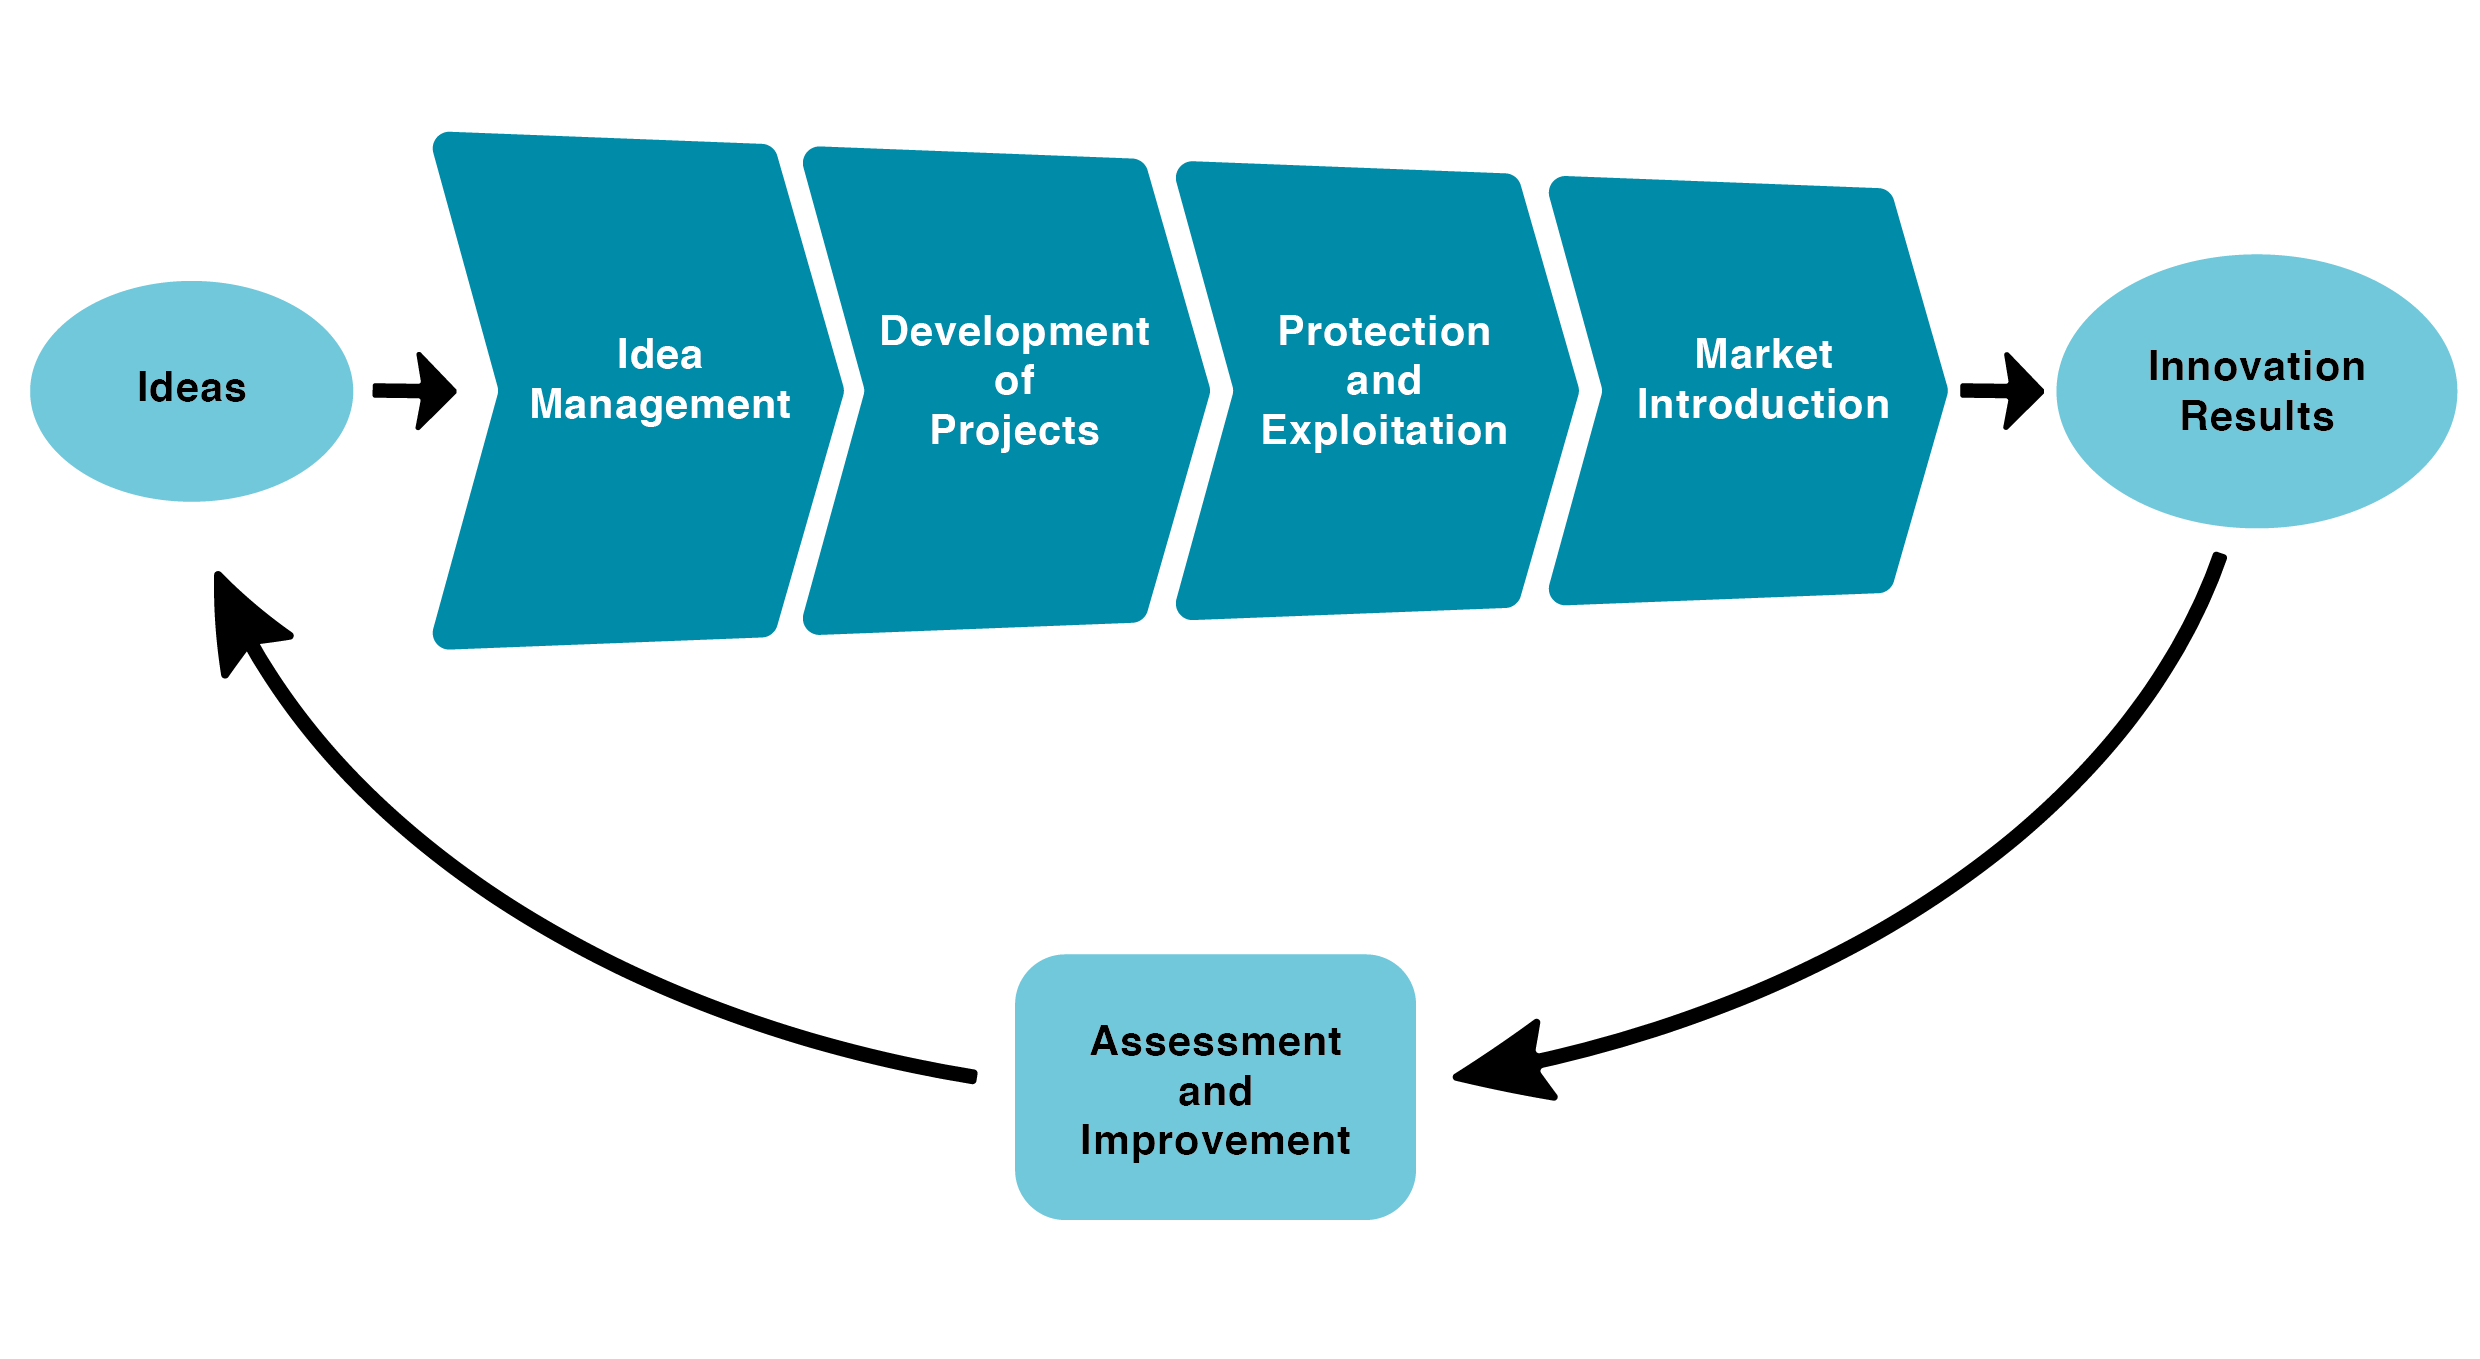 Ideas
Idea
Management
Development
of
Projects
Protection
and
Exploitation
Market
Introduction
Innovation
Results
Assessment
and
Improvement